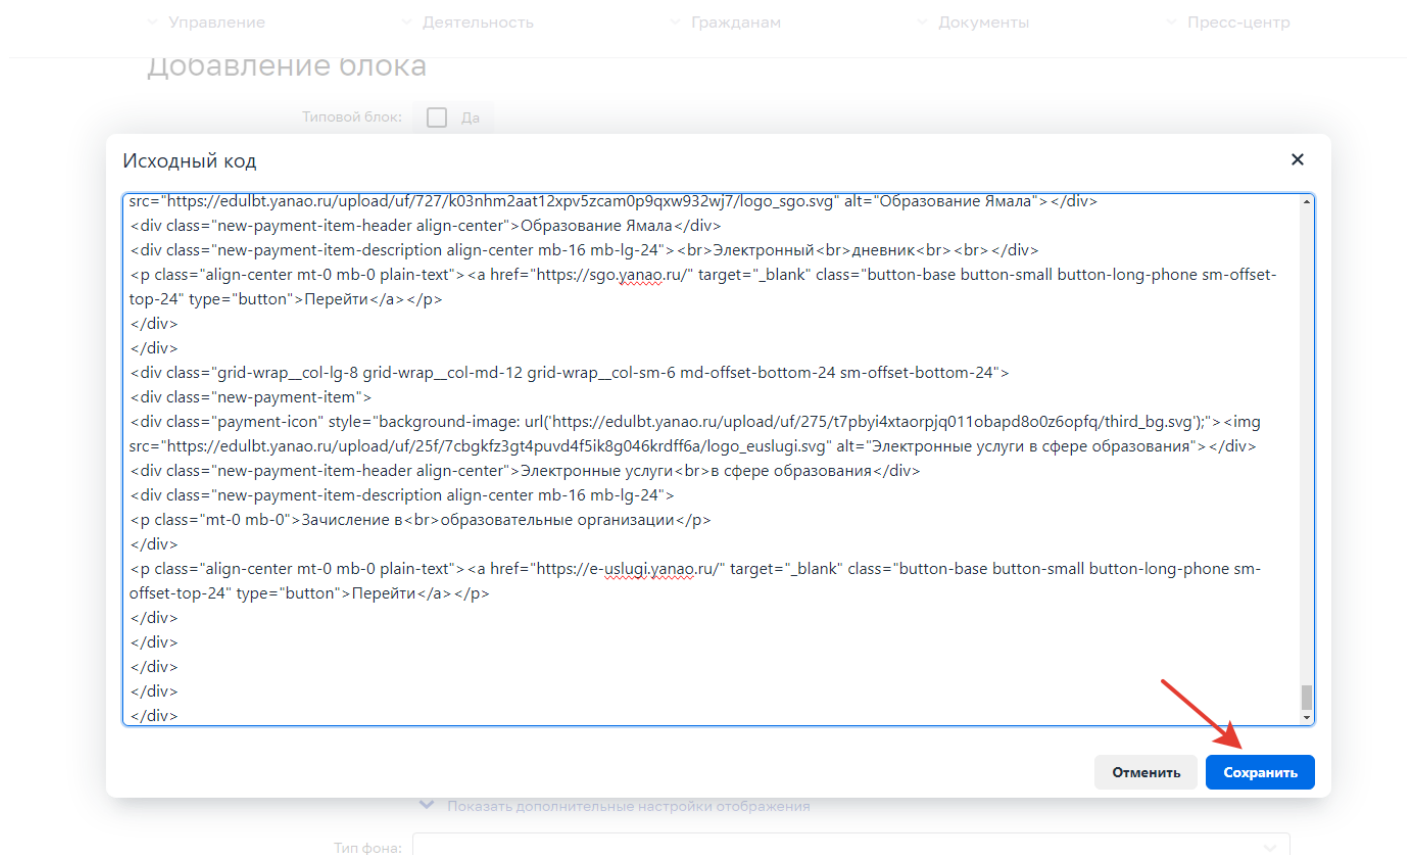 Управление Деятельность Гражданам Документы Пресс-центр
Добавление блока
Типовой блок: Да
Исходный код
src="https://edulbt.yanao.ru/upload/uf/727/k03nhm2aat12xpv5zcam0p9qxw932wj7/logo_sgo.svg" alt="Образование Ямала"></div>
<div class="new-payment-item-header align-center">Образование Ямала</div>
<div class="new-payment-item-description align-center mb-16 mb-lg-24"><br>Электронный<br>дневник<br><br></div>
<p class="align-center mt-0 mb-0 plain-text"><a href="https://sgo.yanao.ru/" target="_blank" class="button-base button-small button-long-phone sm-offset-
top-24" type="button">Перейти</a></p>
</div>
</div>
<div class="grid-wrap__col-lg-8 grid-wrap__col-md-12 grid-wrap__col-sm-6 md-offset-bottom-24 sm-offset-bottom-24">
<div class="new-payment-item">
<div class="payment-icon" style="background-image: url('https://edulbt.yanao.ru/upload/uf/275/t7pbyi4xtaorpjq011obapd8o0z6opfq/third_bg.svg');"><img
src="https://edulbt.yanao.ru/upload/uf/25f/7cbgkfz3gt4puvd4f5ik8g046krdff6a/logo_euslugi.svg" alt="Электронные услуги в сфере образования"></div>
<div class="new-payment-item-header align-center">Электронные услуги<br>в сфере образования</div>
<div class="new-payment-item-description align-center mb-16 mb-lg-24">
<p class="mt-0 mb-0">Зачисление в<br>образовательные организации</p>
</div>
<p class="align-center mt-0 mb-0 plain-text"><a href="https://e-uslugi.yanao.ru/" target="_blank" class="button-base button-small button-long-phone sm-
offset-top-24" type="button">Перейти</a></p>
</div>
</div>
</div>
</div>
</div>
Отменить Сохранить
Показать дополнительные настройки отображения
Тип фона: